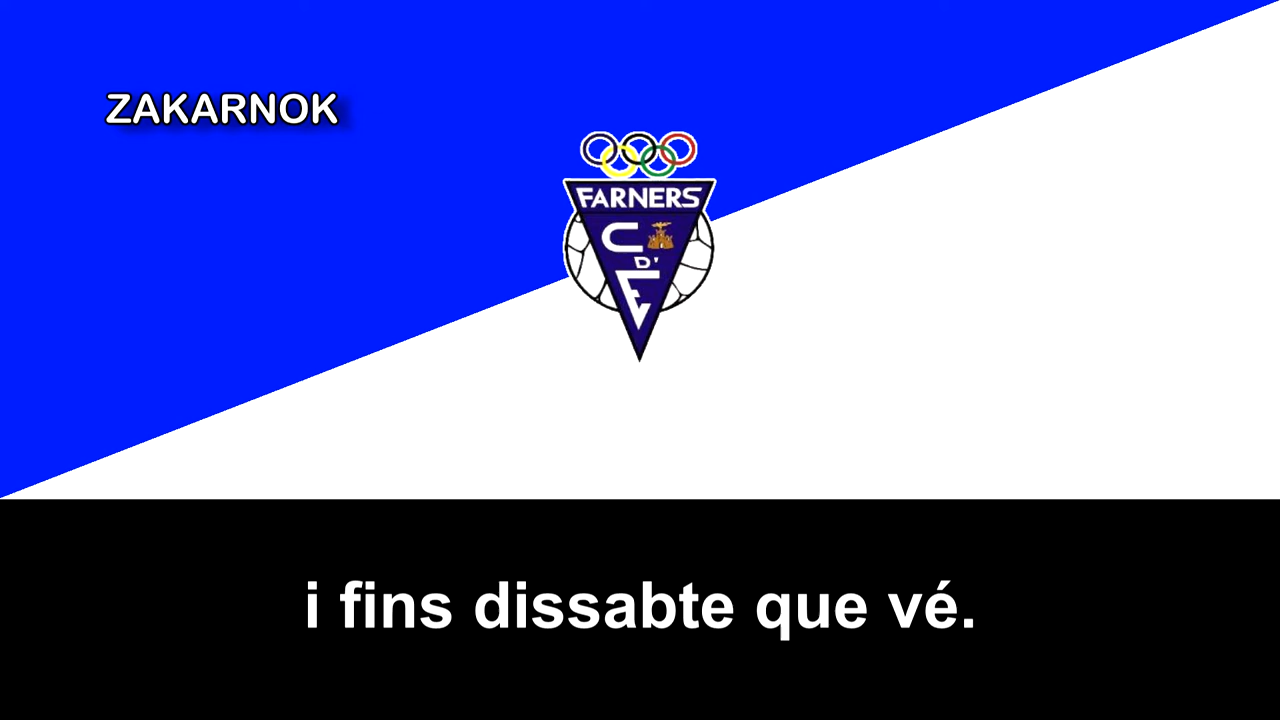 ZAKARNOK
FARNERS
C
D'
E
i fins dissabte que vé.